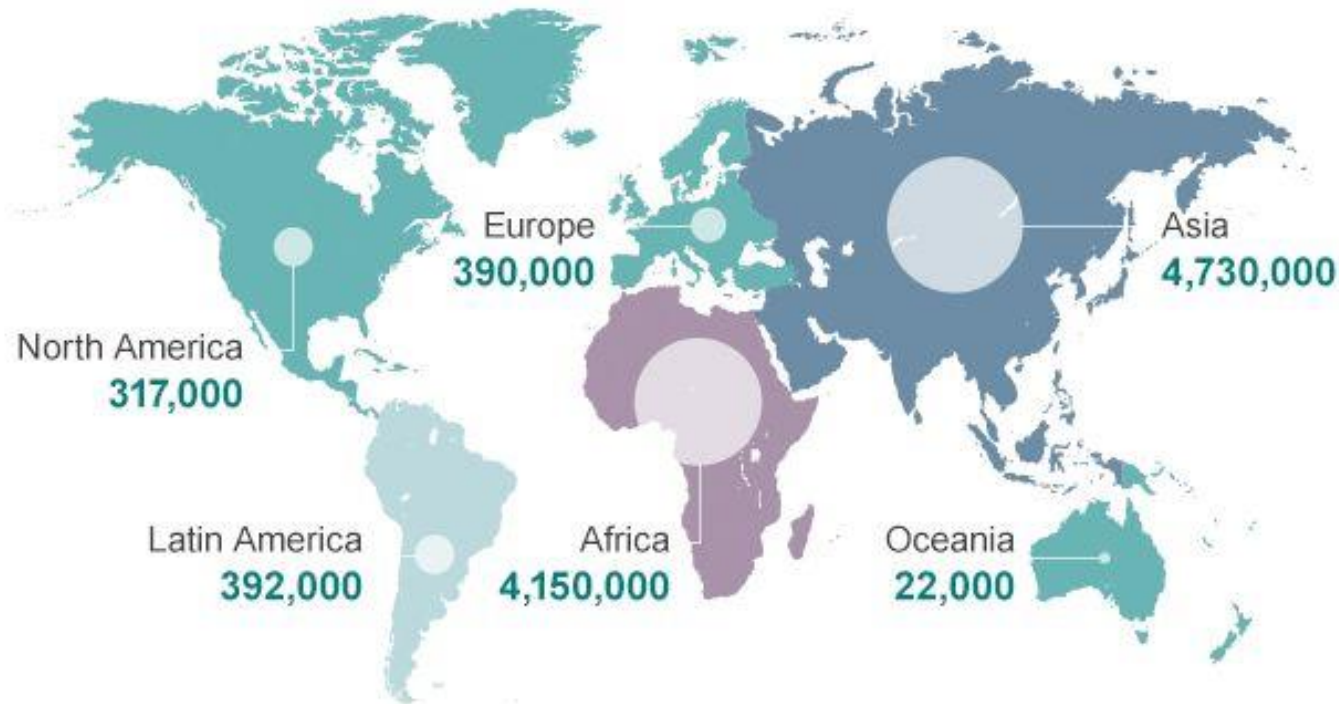 Europe
390,000
Asia
4,730,000
North America
317,000
Latin America
392,000
Africa
4,150,000
Oceania
22,000